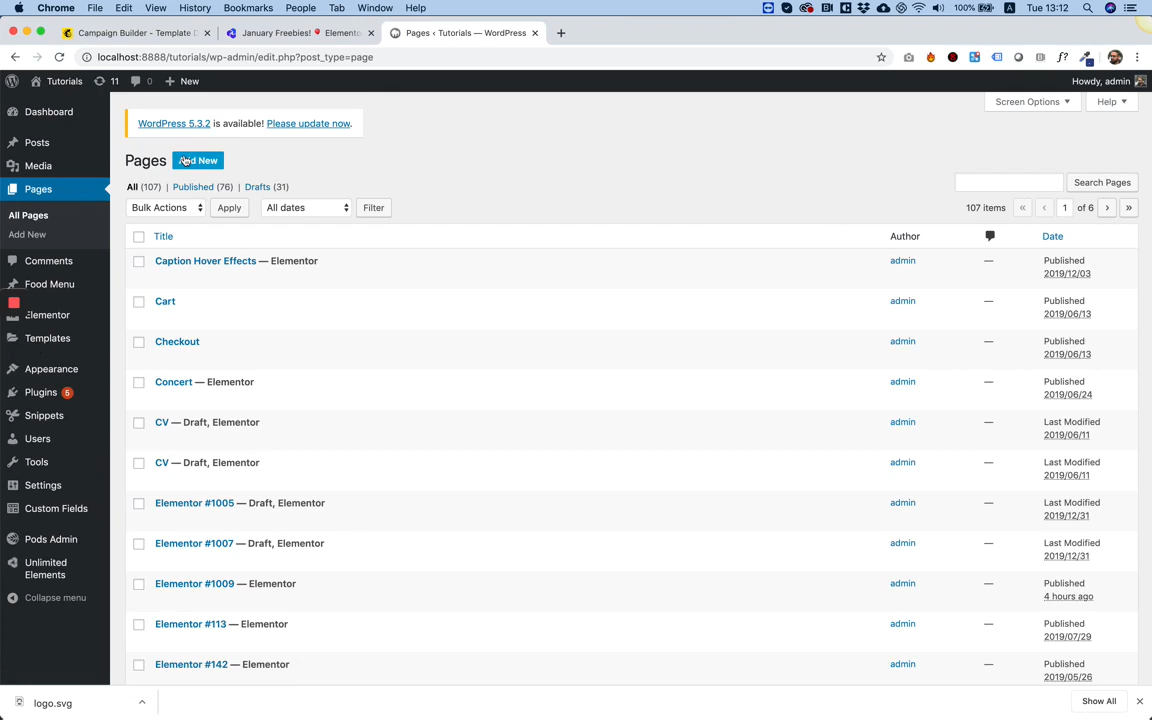 Chrome File Edit View History Bookmarks People Tab Window Help
100% A Tue 13:12
Campaign Builder - Template D
January Freebies! 🎈 Elemento
Pages ‹ Tutorials — WordPress
localhost:8888/tutorials/wp-admin/edit.php?post_type=page
f?
Tutorials 11 0 New
Howdy, admin
Dashboard
Posts
Media
Pages
All Pages
Add New
Comments
Food Menu
Elementor
Templates
Appearance
Plugins 5
Snippets
Users
Tools
Settings
Custom Fields
Pods Admin
Unlimited
Elements
Collapse menu
Screen Options
Help
WordPress 5.3.2 is available! Please update now.
Pages
Add New
All (107) | Published (76) | Drafts (31)
Search Pages
Bulk Actions Apply All dates Filter
107 items « ‹ 1 of 6 › »
Title Author Date
Caption Hover Effects — Elementor admin — Published
2019/12/03
Cart admin — Published
2019/06/13
Checkout admin — Published
2019/06/13
Concert — Elementor admin — Published
2019/06/24
CV — Draft, Elementor admin — Last Modified
2019/06/11
CV — Draft, Elementor admin — Last Modified
2019/06/11
Elementor #1005 — Draft, Elementor admin — Last Modified
2019/12/31
Elementor #1007 — Draft, Elementor admin — Last Modified
2019/12/31
Elementor #1009 — Elementor admin — Published
4 hours ago
Elementor #113 — Elementor admin — Published
2019/07/29
Elementor #142 — Elementor admin — Published
2019/05/26
logo.svg
Show All